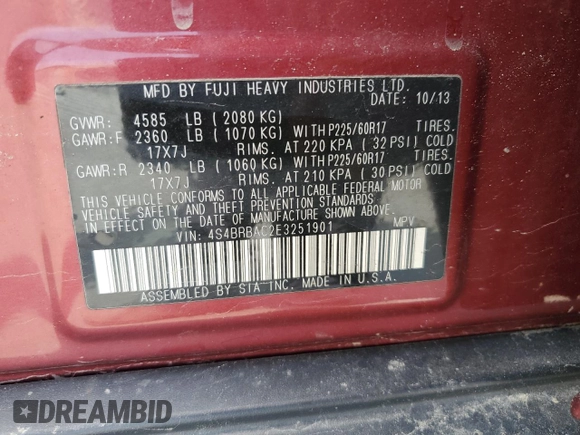 MFD BY FUJI HEAVY INDUSTRIES LTD.
DATE: 10/13
GVWR: 4585 LB ( 2080 KG)
GAWR:F 2360 LB ( 1070 KG) WITH P225/60R17 TIRES.
17X7J RIMS. AT 220 KPA ( 32 PSI) COLD
GAWR:R 2340 LB ( 1060 KG) WITH P225/60R17 TIRES.
17X7J RIMS. AT 210 KPA ( 30 PSI) COLD
THIS VEHICLE CONFORMS TO ALL APPLICABLE FEDERAL MOTOR
VEHICLE SAFETY AND THEFT PREVENTION STANDARDS
IN EFFECT ON THE DATE OF MANUFACTURE SHOWN ABOVE.
VIN: 4S4BRBAC2E3251901 MPV
ASSEMBLED BY SIA INC. MADE IN U.S.A.
DREAMBID